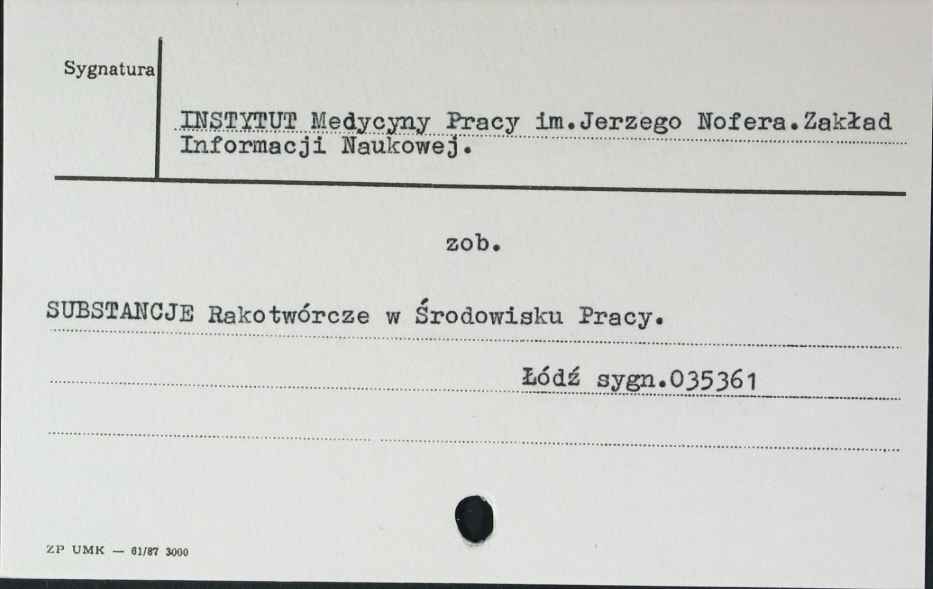 Sygnatura
INSTYTUT Medycyny Pracy im.Jerzego Nofera.Zakład
Informacji Naukowej.
zob.
SUBSTANCJE Rakotwórcze w Środowisku Pracy.
Łódź sygn.035361
ZP UMK — 61/87 3000